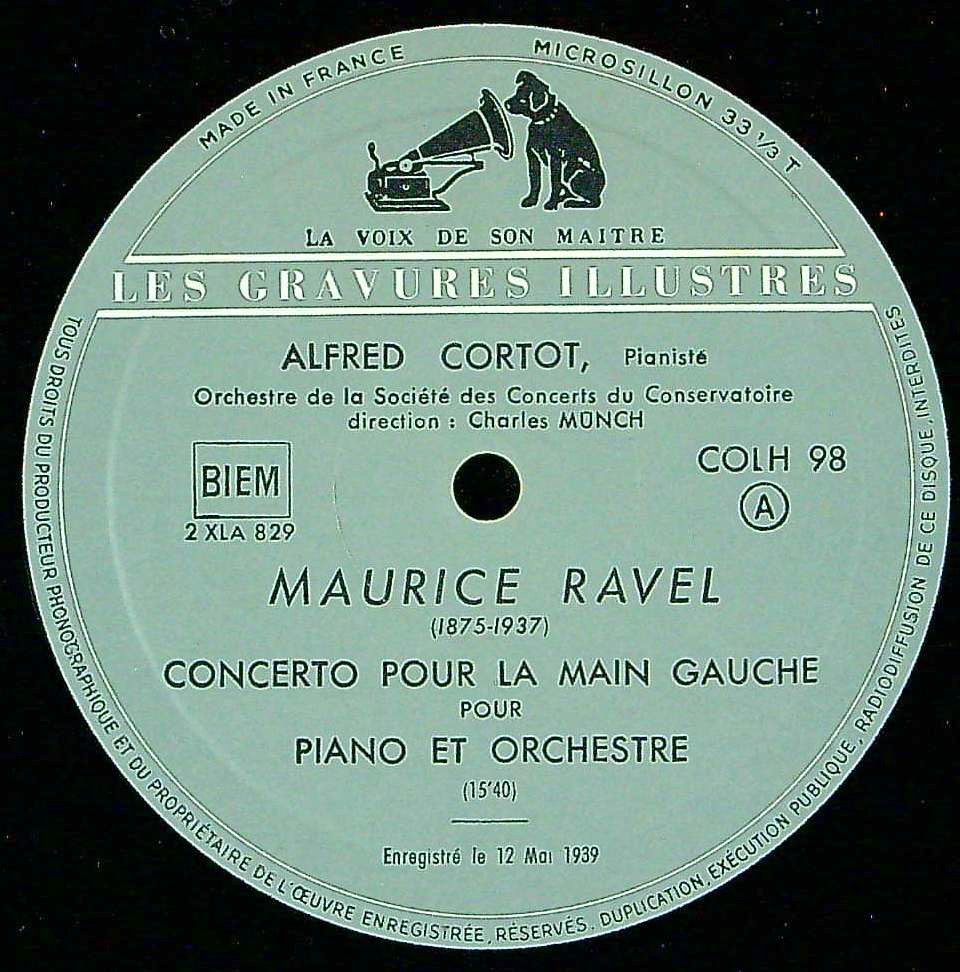 MADE IN FRANCE
MICROSILLON 33 1/3 T
LA VOIX DE SON MAITRE
LES GRAVURES ILLUSTRES
ALFRED CORTOT, Pianisté
Orchestre de la Société des Concerts du Conservatoire
direction : Charles MÜNCH
BIEM
2 XLA 829
COLH 98
A
MAURICE RAVEL
(1875-1937)
CONCERTO POUR LA MAIN GAUCHE
POUR
PIANO ET ORCHESTRE
(15'40)
Enregistré le 12 Mai 1939
TOUS DROITS DU PRODUCTEUR PHONOGRAPHIQUE ET DU PROPRIÉTAIRE DE L'ŒUVRE ENREGISTRÉE, RÉSERVÉS. DUPLICATION, EXÉCUTION PUBLIQUE, RADIODIFFUSION DE CE DISQUE, INTERDITES